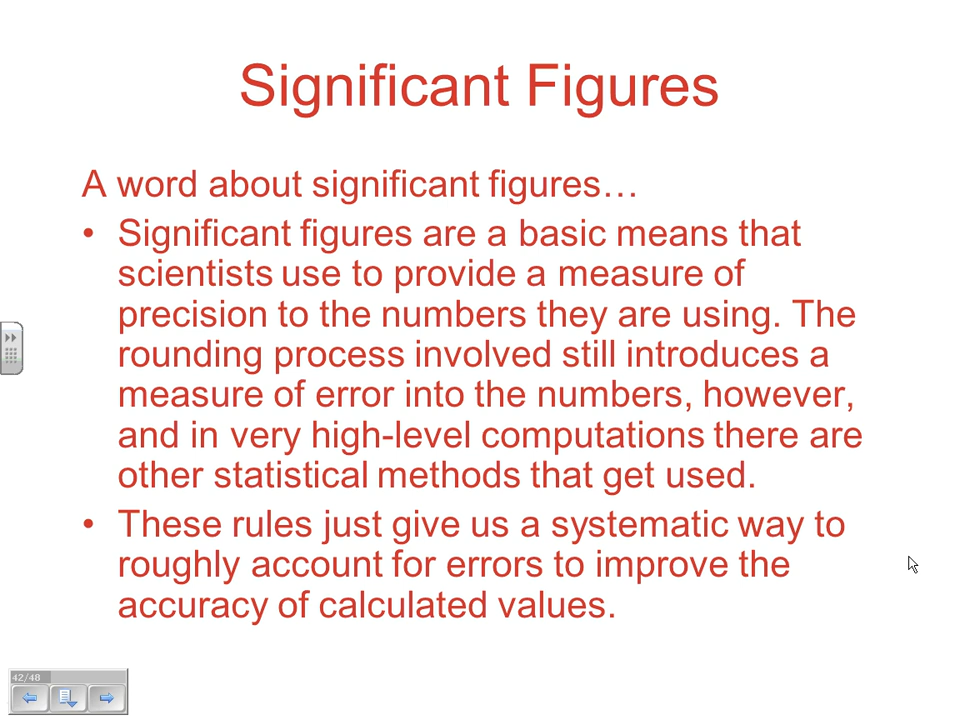 Significant Figures
A word about significant figures…
• Significant figures are a basic means that
scientists use to provide a measure of
precision to the numbers they are using. The
rounding process involved still introduces a
measure of error into the numbers, however,
and in very high-level computations there are
other statistical methods that get used.
• These rules just give us a systematic way to
roughly account for errors to improve the
accuracy of calculated values.
42/48